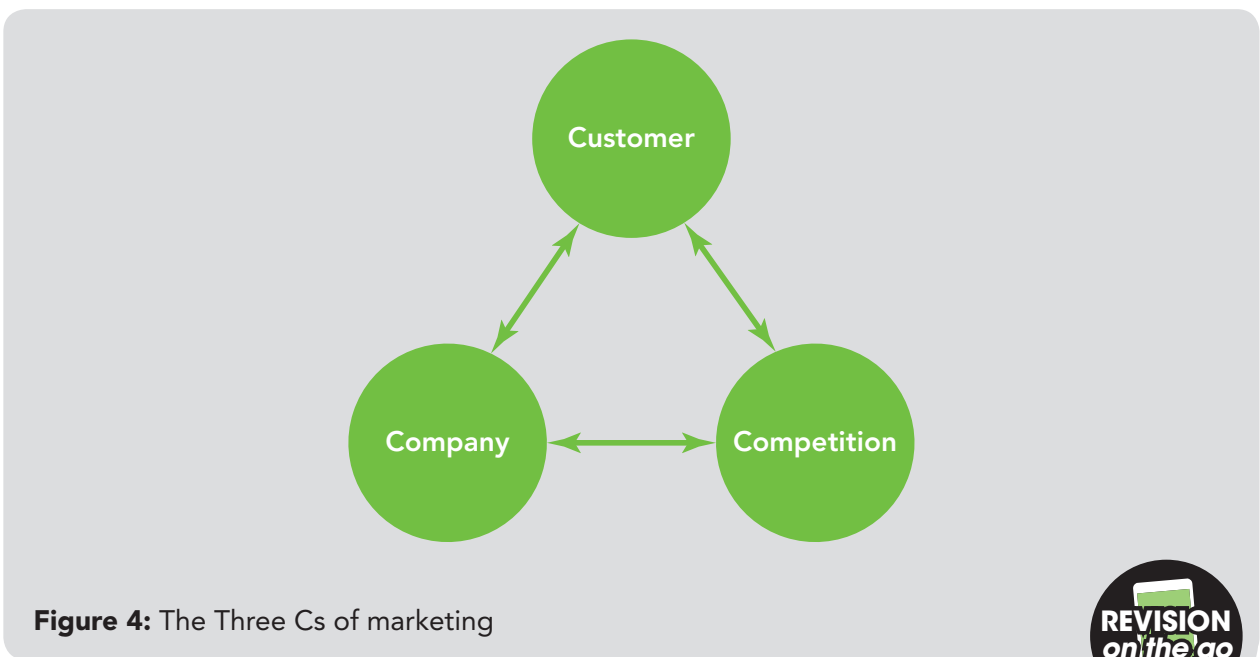 Customer
Company
Competition
Figure 4: The Three Cs of marketing
REVISION
on the go